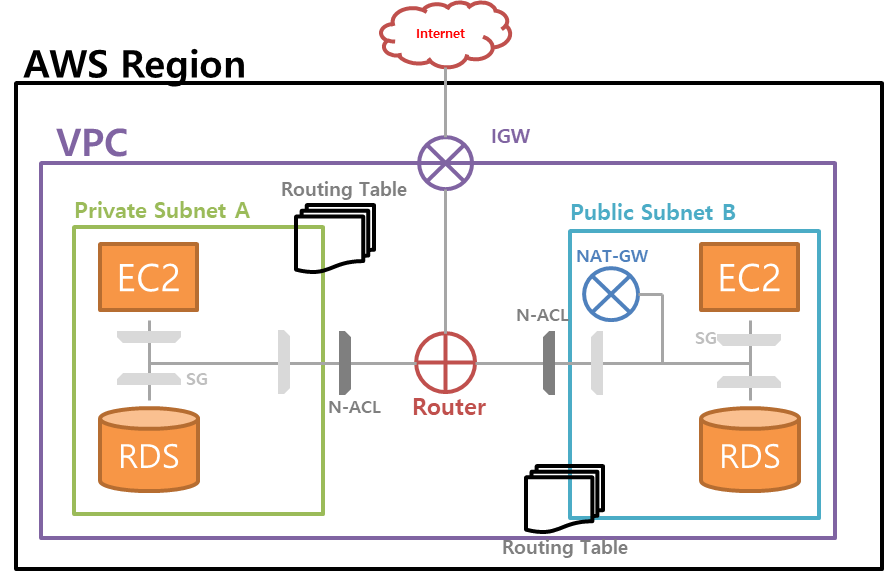 Internet
AWS Region
IGW
VPC
Routing Table
Private Subnet A
Public Subnet B
NAT-GW
EC2
EC2
N-ACL
SG
SG
N-ACL
Router
RDS
RDS
Routing Table